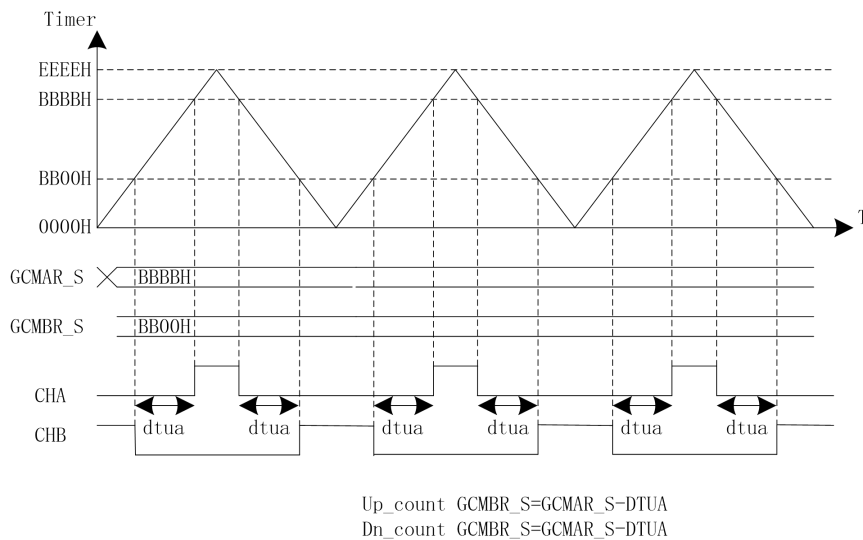 Timer
EEEEH
BBBBH
BB00H
0000H
T
GCMAR_S BBBBH
GCMBR_S BB00H
CHA
dtua dtua dtua dtua dtua dtua
CHB
Up_count GCMBR_S=GCMAR_S-DTUA
Dn_count GCMBR_S=GCMAR_S-DTUA